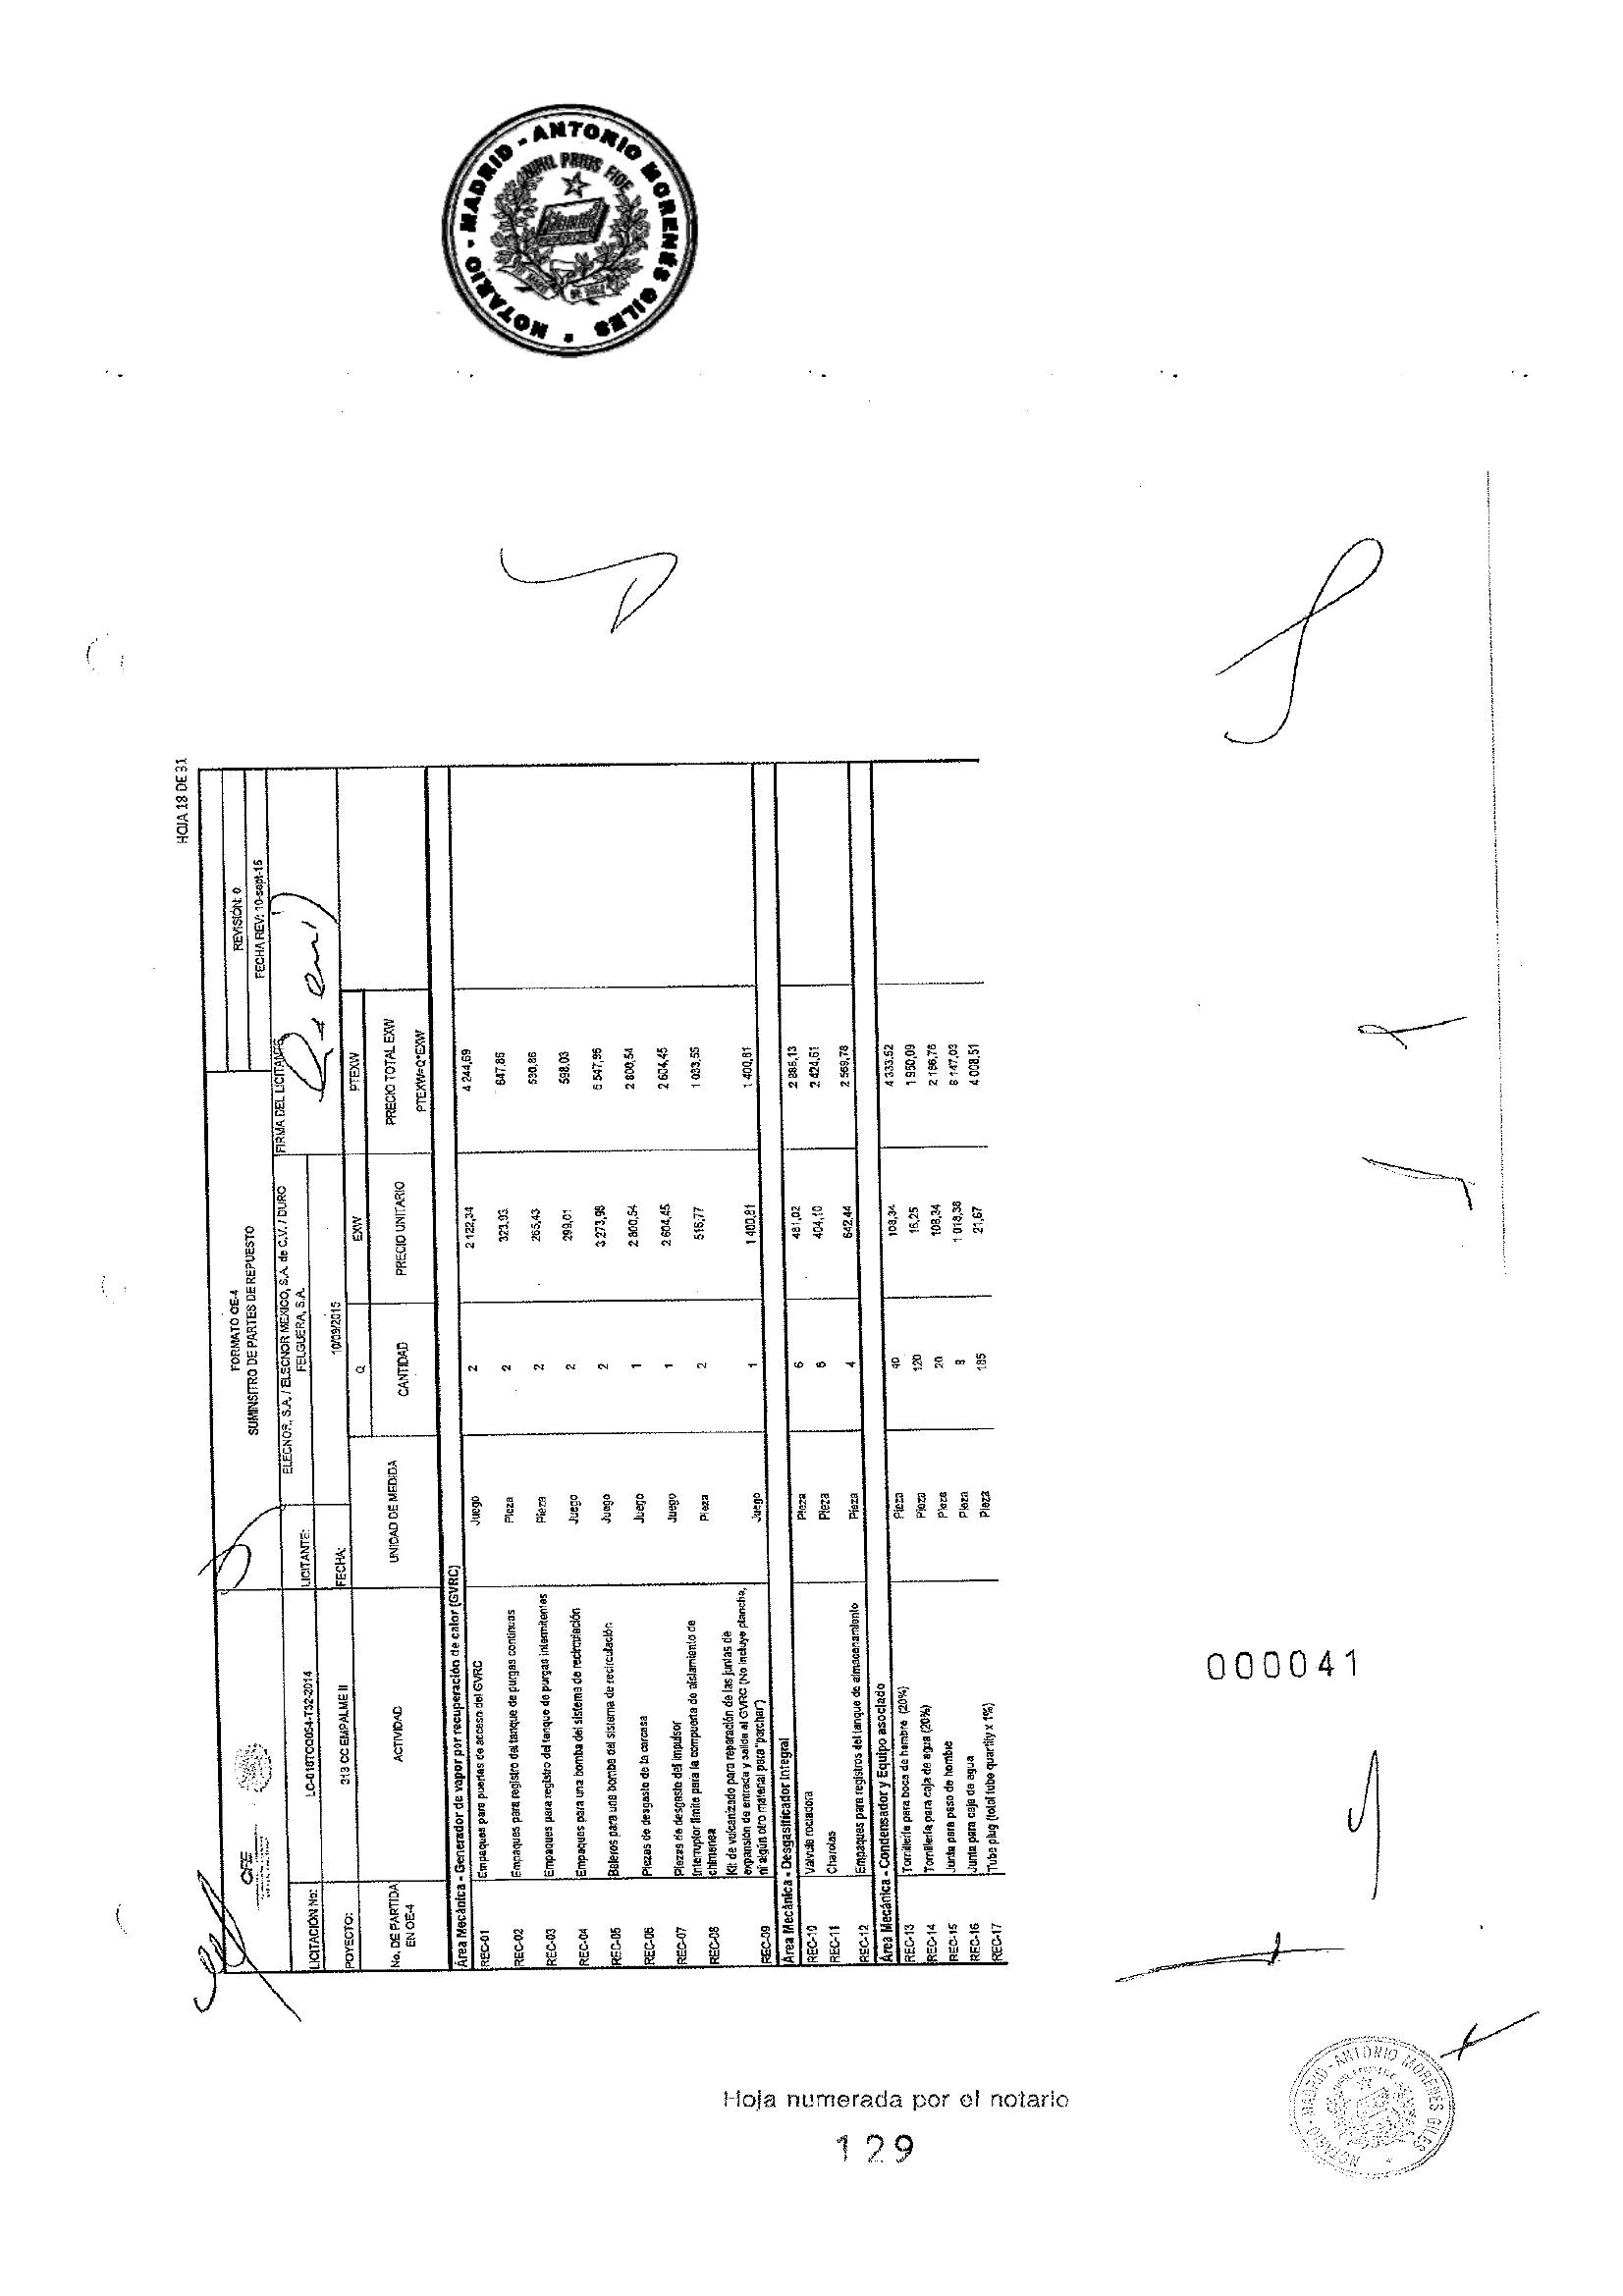 NOTARIO - MADRID - ANTONIO MORENÉS GILES
NIHIL PRIUS FIDE
HOJA 18 DE 31
FORMATO OE-4
SUMINSITRO DE PARTES DE REPUESTO
REVISIÓN: 0
FECHA REV: 10-sept-15
CFE
LICITACIÓN No: LC-018TOQ054-T32-2014
LICITANTE: ELECNOR, S.A. / ELECNOR MEXICO, S.A. de C.V. / DURO
FELGUERA, S.A.
FIRMA DEL LICITANTE
POYECTO: 313 CC EMPALME II
FECHA: 10/09/2015
Q EXW PTEXW
No. DE PARTIDA
EN OE-4
ACTIVIDAD UNIDAD DE MEDIDA CANTIDAD PRECIO UNITARIO PRECIO TOTAL EXW
PTEXW=Q*EXW
Área Mecánica - Generador de vapor por recuperación de calor (GVRC)
REC-01 Empaques para puertas de acceso del GVRC Juego 2 2 122,34 4 244,69
REC-02 Empaques para registro del tanque de purgas continuas Pieza 2 323,93 647,86
REC-03 Empaques para registro del tanque de purgas intermitentes Pieza 2 265,43 530,86
REC-04 Empaques para una bomba del sistema de recirculación Juego 2 299,01 598,03
REC-05 Baleros para una bomba del sistema de recirculación Juego 2 3 273,98 6 547,96
REC-06 Piezas de desgaste de la carcasa Juego 1 2 800,54 2 800,54
REC-07 Piezas de desgaste del impulsor Juego 1 2 604,45 2 604,45
REC-08 Interruptor límite para la compuerta de aislamiento de
chimenea Pieza 2 516,77 1 033,55
Kit de vulcanizado para reparación de las juntas de
expansión de entrada y salida al GVRC (No incluye plancha,
REC-09 ni algún otro material para "parchar") Juego 1 1 400,81 1 400,81
Área Mecánica - Desgasificador Integral
REC-10 Valvula rociadora Pieza 6 481,02 2 886,13
REC-11 Charolas Pieza 6 404,10 2 424,61
REC-12 Empaques para registros del tanque de almacenamiento Pieza 4 642,44 2 569,78
Área Mecánica - Condensador y Equipo asociado
REC-13 Tornillería para boca de hombre (20%) Pieza 40 108,34 4 333,52
REC-14 Tornillería para caja de agua (20%) Pieza 120 16,25 1 950,09
REC-15 Junta para paso de hombre Pieza 20 108,34 2 166,76
REC-16 Junta para caja de agua Pieza 8 1 018,38 8 147,03
REC-17 Tube plug (total tube quantity x 1%) Pieza 185 21,67 4 008,51
000041
Hoja numerada por el notario
129
NOTARIO - MADRID - ANTONIO MORENÉS GILES